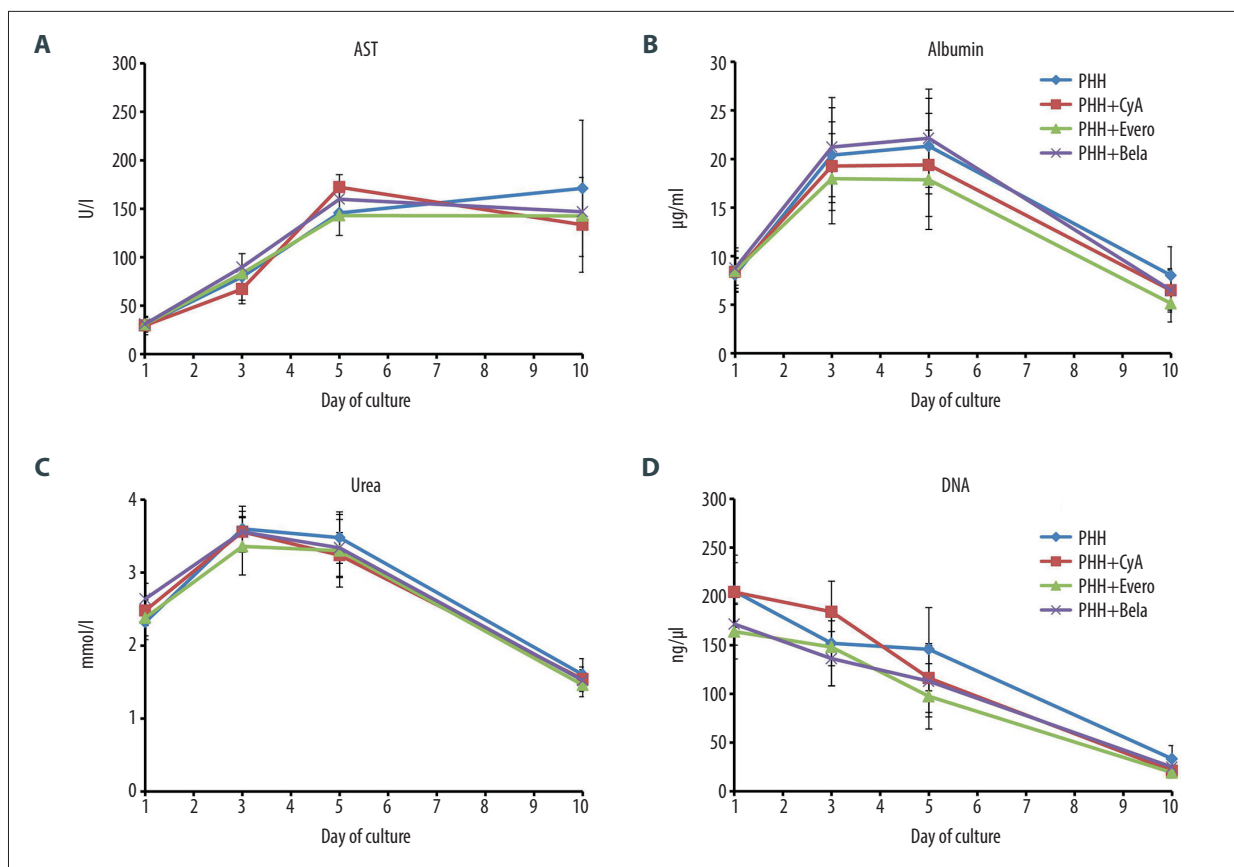 A
AST
300
250
200
150
100
50
0
U/l
1 2 3 4 5 6 7 8 9 10
Day of culture
B
Albumin
30
25
20
15
10
5
0
µg/ml
1 2 3 4 5 6 7 8 9 10
Day of culture
PHH
PHH+CyA
PHH+Evero
PHH+Bela
C
Urea
4
3
2
1
0
mmol/l
1 2 3 4 5 6 7 8 9 10
Day of culture
D
DNA
300
250
200
150
100
50
0
ng/µl
1 2 3 4 5 6 7 8 9 10
Day of culture
PHH
PHH+CyA
PHH+Evero
PHH+Bela